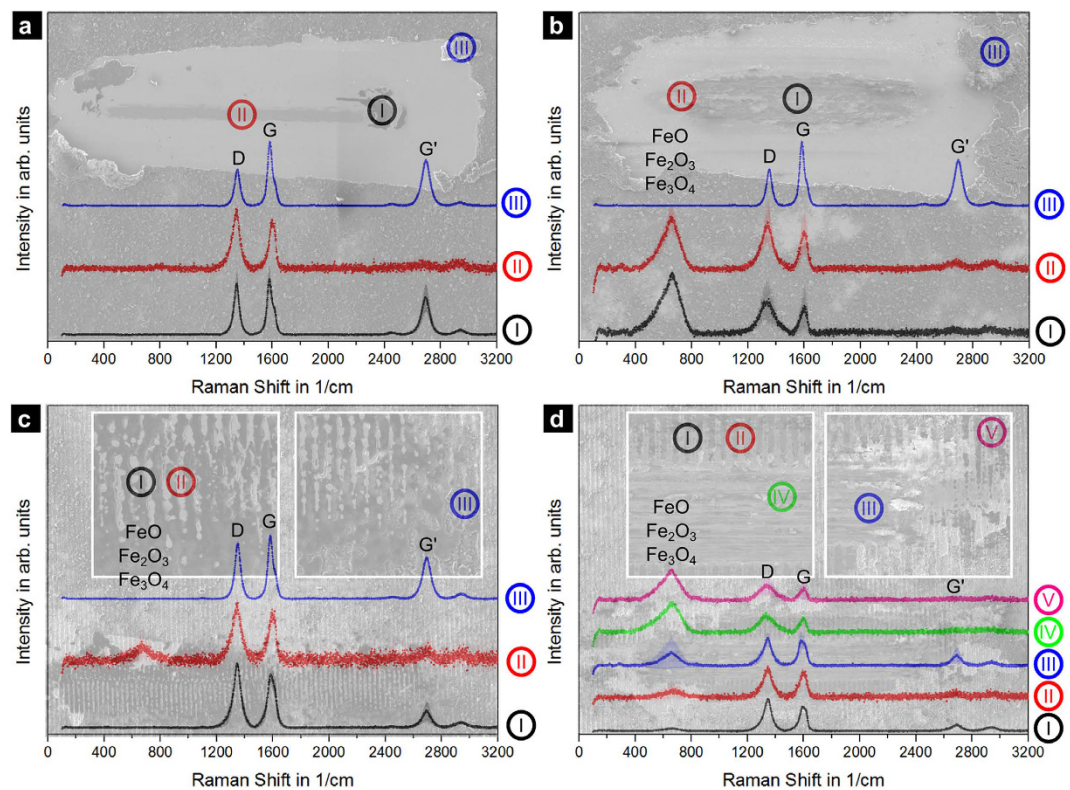 a
III
II
I
D
G
G'
III
II
I
Intensity in arb. units
0 400 800 1200 1600 2000 2400 2800 3200
Raman Shift in 1/cm
b
III
II
I
FeO
Fe₂O₃
Fe₃O₄
D
G
G'
III
II
I
Intensity in arb. units
0 400 800 1200 1600 2000 2400 2800 3200
Raman Shift in 1/cm
c
I
II
III
FeO
Fe₂O₃
Fe₃O₄
D
G
G'
III
II
I
Intensity in arb. units
0 400 800 1200 1600 2000 2400 2800 3200
Raman Shift in 1/cm
d
I
II
IV
V
III
FeO
Fe₂O₃
Fe₃O₄
D
G
G'
V
IV
III
II
I
Intensity in arb. units
0 400 800 1200 1600 2000 2400 2800 3200
Raman Shift in 1/cm